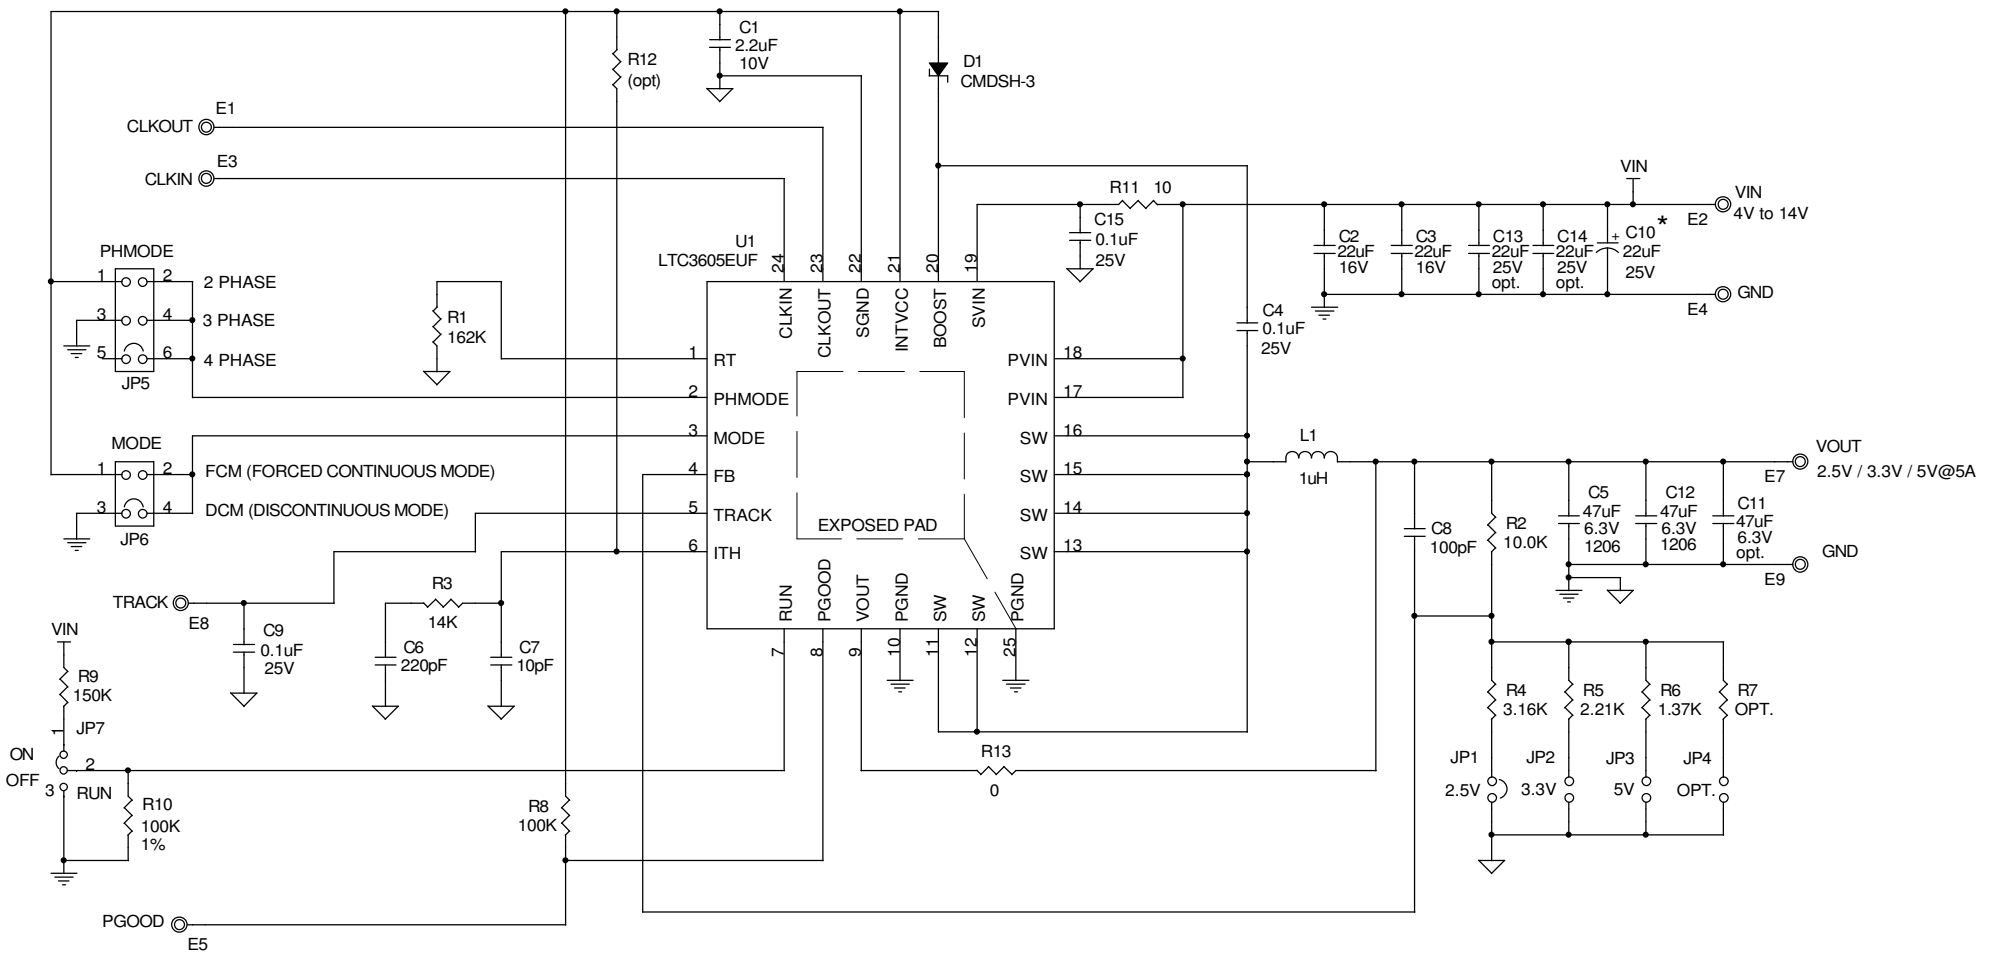 C1
2.2uF
10V
R12
(opt)
D1
CMDSH-3
E1
CLKOUT
E3
CLKIN
VIN
VIN
4V to 14V
E2
*
R11 10
C15
0.1uF
25V
C2
22uF
16V
C3
22uF
16V
C13
22uF
25V
opt.
C14
22uF
25V
opt.
+
C10
22uF
25V
GND
E4
U1
LTC3605EUF
24
23
22
21
20
19
CLKIN
CLKOUT
SGND
INTVCC
BOOST
SVIN
PHMODE
1
2
2 PHASE
3
4
3 PHASE
5
6
4 PHASE
JP5
R1
162K
C4
0.1uF
25V
1
RT
2
PHMODE
3
MODE
4
FB
5
TRACK
6
ITH
PVIN
18
PVIN
17
SW
16
SW
15
SW
14
SW
13
EXPOSED PAD
MODE
1
2
FCM (FORCED CONTINUOUS MODE)
3
4
DCM (DISCONTINUOUS MODE)
JP6
L1
1uH
VOUT
E7
2.5V / 3.3V / 5V@5A
C8
100pF
R2
10.0K
C5
47uF
6.3V
1206
C12
47uF
6.3V
1206
C11
47uF
6.3V
opt.
GND
E9
RUN
PGOOD
VOUT
PGND
SW
SW
PGND
7
8
9
10
11
12
25
TRACK
E8
C9
0.1uF
25V
R3
14K
C6
220pF
C7
10pF
VIN
R9
150K
1
JP7
ON
2
OFF
3
RUN
R10
100K
1%
R8
100K
R13
0
R4
3.16K
R5
2.21K
R6
1.37K
R7
OPT.
JP1
2.5V
JP2
3.3V
JP3
5V
JP4
OPT.
PGOOD
E5